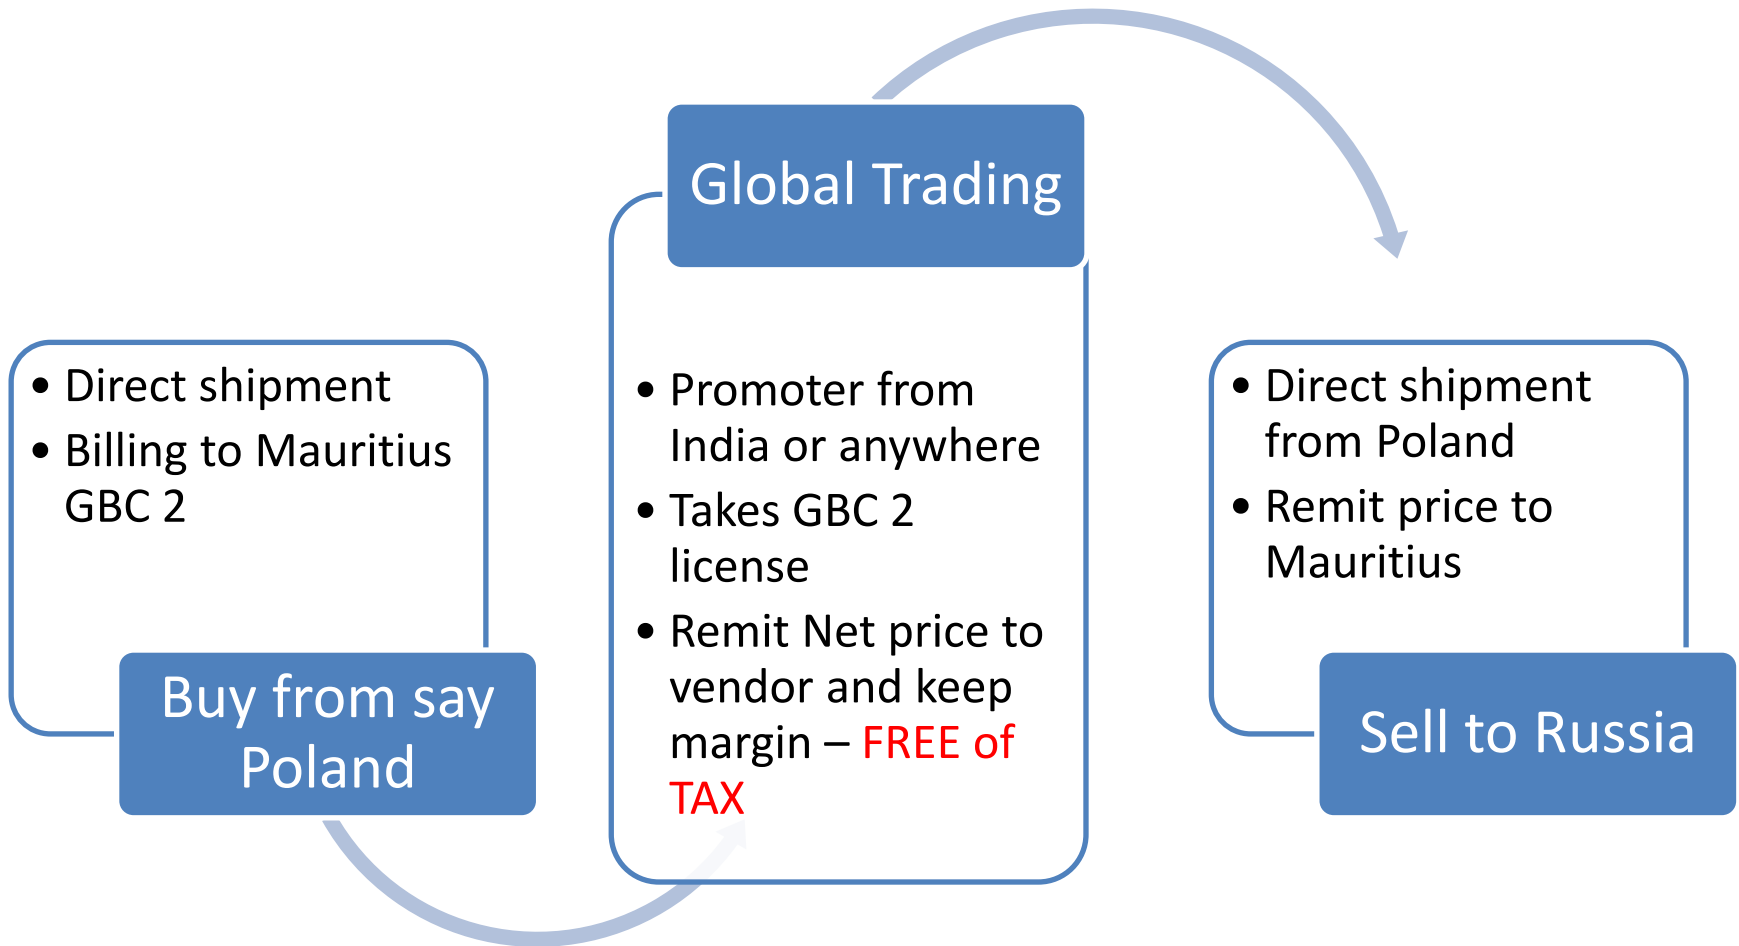 • Direct shipment
• Billing to Mauritius
GBC 2
Buy from say
Poland
Global Trading
• Promoter from
India or anywhere
• Takes GBC 2
license
• Remit Net price to
vendor and keep
margin – FREE of
TAX
• Direct shipment
from Poland
• Remit price to
Mauritius
Sell to Russia